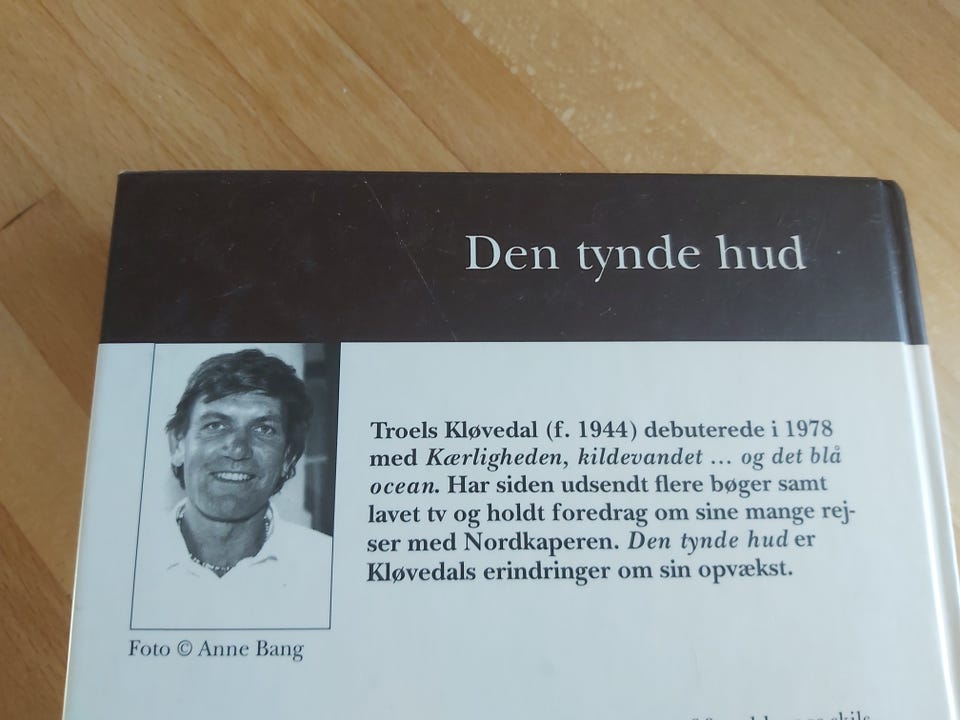 Den tynde hud
Troels Kløvedal (f. 1944) debuterede i 1978
med Kærligheden, kildevandet ... og det blå
ocean. Har siden udsendt flere bøger samt
lavet tv og holdt foredrag om sine mange rej-
ser med Nordkaperen. Den tynde hud er
Kløvedals erindringer om sin opvækst.
Foto © Anne Bang